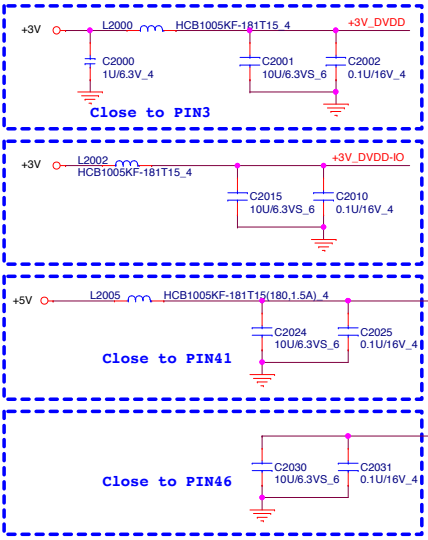 +3V
L2000
HCB1005KF-181T15_4
+3V_DVDD
C2000
1U/6.3V_4
C2001
10U/6.3VS_6
C2002
0.1U/16V_4
Close to PIN3
+3V
L2002
HCB1005KF-181T15_4
+3V_DVDD-IO
C2015
10U/6.3VS_6
C2010
0.1U/16V_4
+5V
L2005
HCB1005KF-181T15(180,1.5A)_4
C2024
10U/6.3VS_6
C2025
0.1U/16V_4
Close to PIN41
C2030
10U/6.3VS_6
C2031
0.1U/16V_4
Close to PIN46